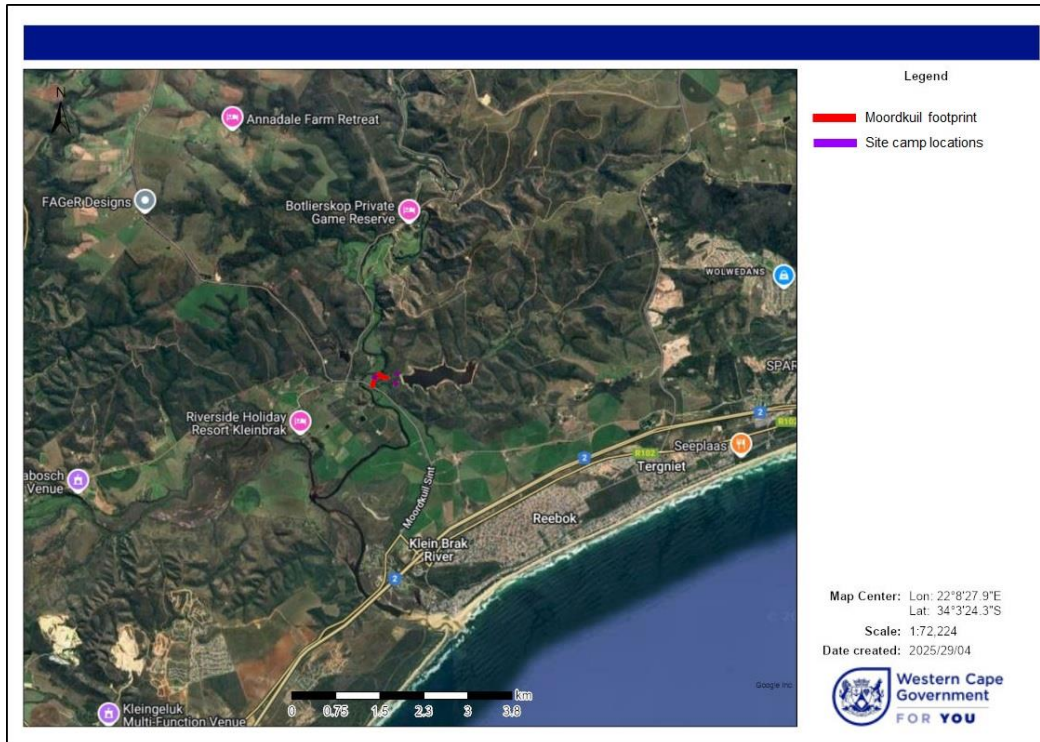 Legend
Moordkuil footprint
Site camp locations
N
Annadale Farm Retreat
FAGeR Designs
Botlierskop Private
Game Reserve
WOLWEDANS
SPAR
Riverside Holiday
Resort Kleinbrak
2
R102
Seeplaas
2
R102
Tergniet
abosch
Venue
Moordkuil Sint
Reebok
Klein Brak
River
2
Kleingeluk
Multi-Function Venue
km
0 0.75 1.5 2.3 3 3.8
Google Inc
Map Center: Lon: 22°8'27.9"E
Lat: 34°3'24.3"S
Scale: 1:72,224
Date created: 2025/29/04
Western Cape
Government
FOR YOU